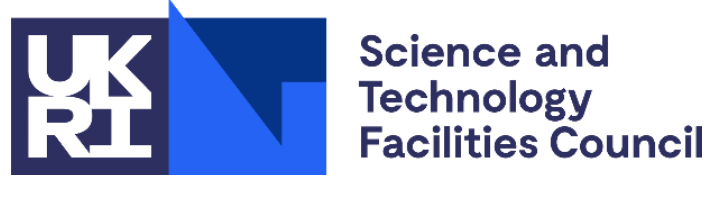 UK
RI
Science and
Technology
Facilities Council